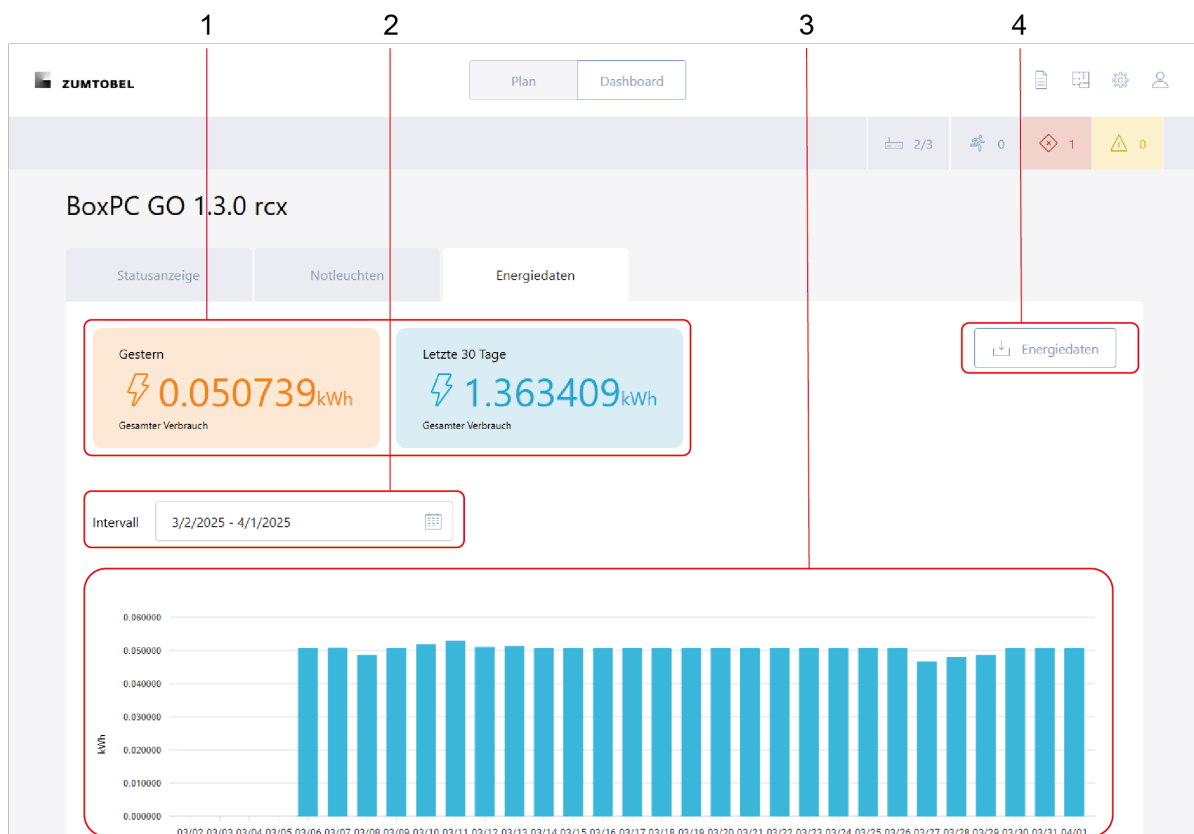 1 2 3 4
ZUMTOBEL
Plan Dashboard
2/3 0 1 0
BoxPC GO 1.3.0 rcx
Statusanzeige Notleuchten Energiedaten
Gestern Letzte 30 Tage Energiedaten
0.050739kWh 1.363409kWh
Gesamter Verbrauch Gesamter Verbrauch
Intervall 3/2/2025 - 4/1/2025
0.060000
0.050000
0.040000
0.030000
kWh
0.020000
0.010000
0.000000
03/02 03/03 03/04 03/05 03/06 03/07 03/08 03/09 03/10 03/11 03/12 03/13 03/14 03/15 03/16 03/17 03/18 03/19 03/20 03/21 03/22 03/23 03/24 03/25 03/26 03/27 03/28 03/29 03/30 03/31 04/01